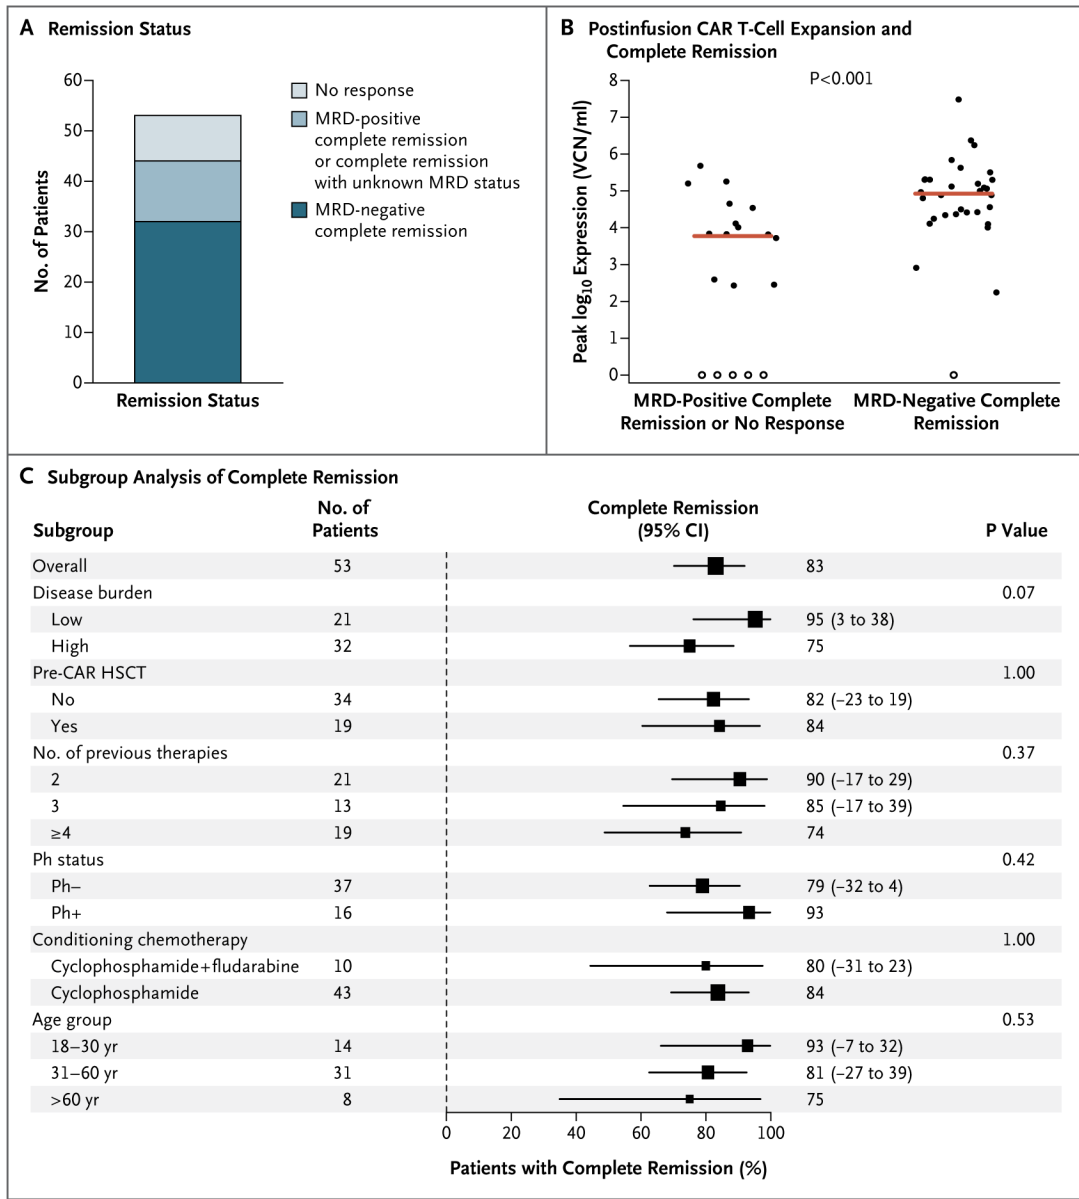 A Remission Status
60
50
40
30
20
10
0
No. of Patients
Remission Status
No response
MRD-positive
complete remission
or complete remission
with unknown MRD status
MRD-negative
complete remission
B Postinfusion CAR T-Cell Expansion and
Complete Remission
P<0.001
8
7
6
5
4
3
2
1
0
Peak log10 Expression (VCN/ml)
MRD-Positive Complete
Remission or No Response
MRD-Negative Complete
Remission
C Subgroup Analysis of Complete Remission
Subgroup
No. of
Patients
Complete Remission
(95% CI)
P Value
Overall 53 83
Disease burden 0.07
Low 21 95 (3 to 38)
High 32 75
Pre-CAR HSCT 1.00
No 34 82 (–23 to 19)
Yes 19 84
No. of previous therapies 0.37
2 21 90 (–17 to 29)
3 13 85 (–17 to 39)
≥4 19 74
Ph status 0.42
Ph– 37 79 (–32 to 4)
Ph+ 16 93
Conditioning chemotherapy 1.00
Cyclophosphamide+fludarabine 10 80 (–31 to 23)
Cyclophosphamide 43 84
Age group 0.53
18–30 yr 14 93 (–7 to 32)
31–60 yr 31 81 (–27 to 39)
>60 yr 8 75
0 20 40 60 80 100
Patients with Complete Remission (%)